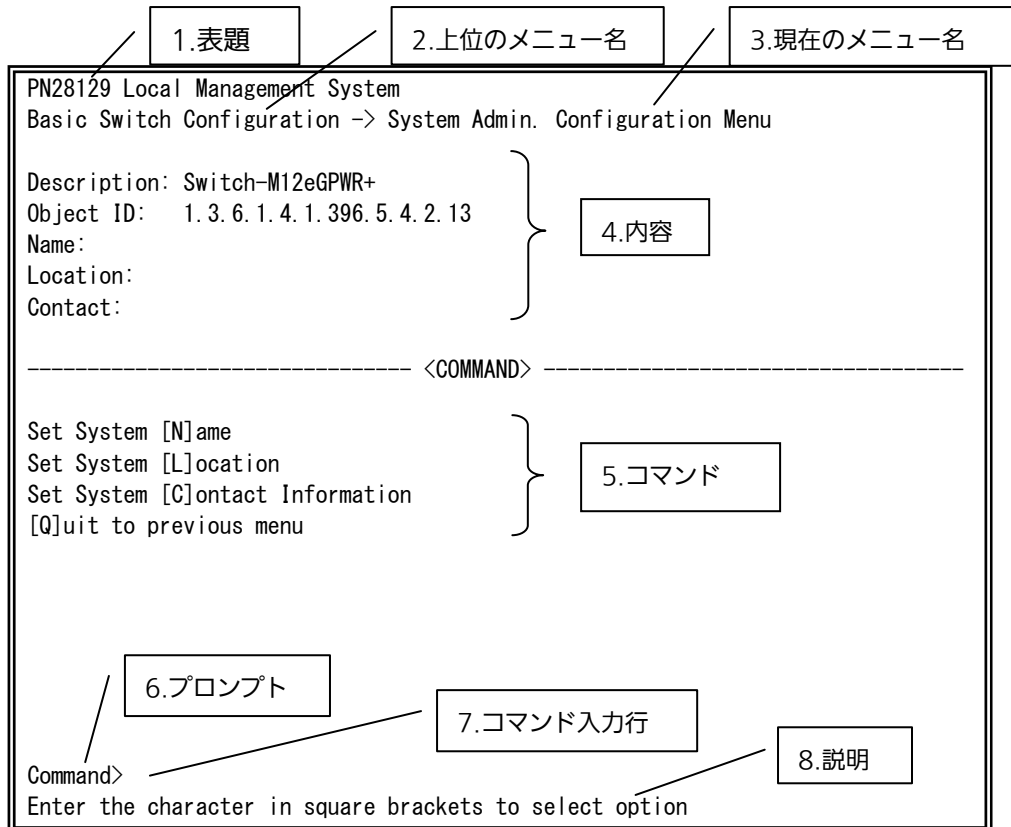 1.表題
2.上位のメニュー名
3.現在のメニュー名
PN28129 Local Management System
Basic Switch Configuration -> System Admin. Configuration Menu
Description: Switch-M12eGPWR+
Object ID: 1.3.6.1.4.1.396.5.4.2.13
4.内容
Name:
Location:
Contact:
--------------------------------- <COMMAND> ------------------------------------
Set System [N]ame
Set System [L]ocation
5.コマンド
Set System [C]ontact Information
[Q]uit to previous menu
6.プロンプト
7.コマンド入力行
8.説明
Command>
Enter the character in square brackets to select option